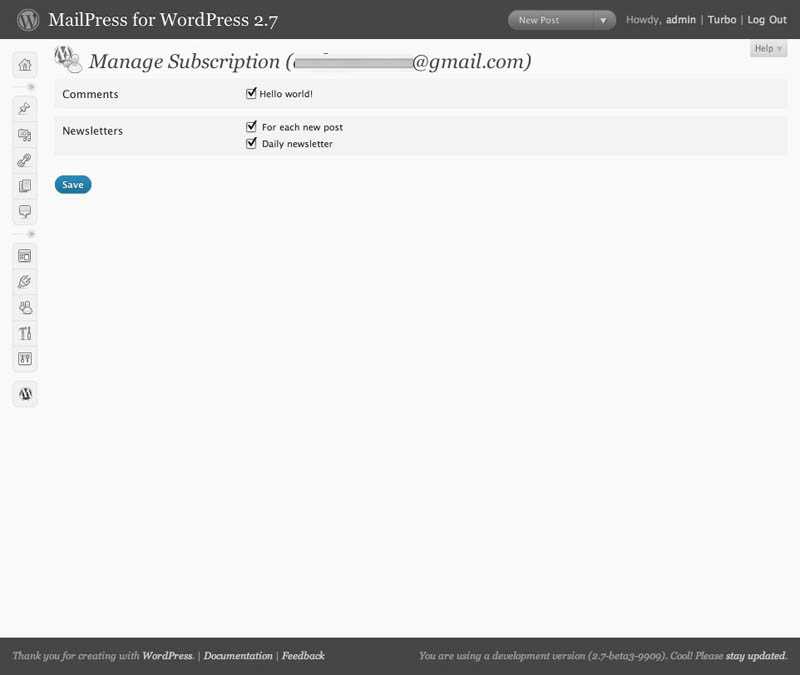 MailPress for WordPress 2.7
New Post
Howdy, admin | Turbo | Log Out
Help
Manage Subscription (@gmail.com)
Comments
Hello world!
Newsletters
For each new post
Daily newsletter
Save
Thank you for creating with WordPress. | Documentation | Feedback
You are using a development version (2.7-beta3-9909). Cool! Please stay updated.